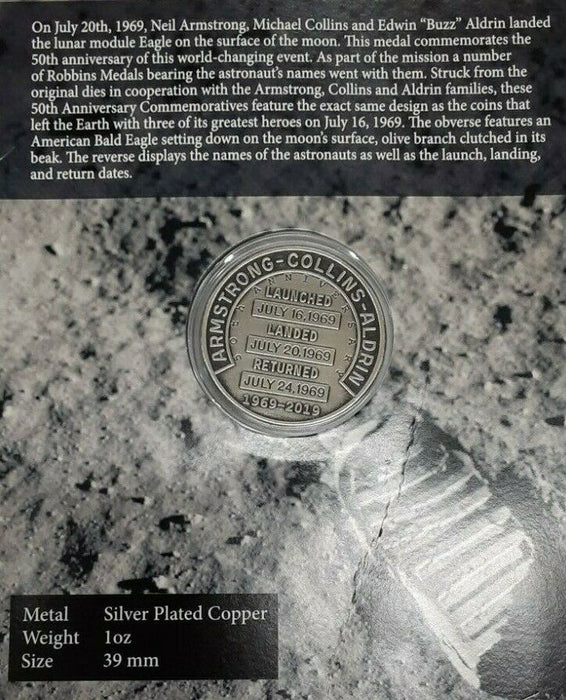 On July 20th, 1969, Neil Armstrong, Michael Collins and Edwin “Buzz” Aldrin landed
the lunar module Eagle on the surface of the moon. This medal commemorates the
50th anniversary of this world-changing event. As part of the mission a number
of Robbins Medals bearing the astronaut's names went with them. Struck from the
original dies in cooperation with the Armstrong, Collins and Aldrin families, these
50th Anniversary Commemoratives feature the exact same design as the coins that
left the Earth with three of its greatest heroes on July 16, 1969. The obverse features an
American Bald Eagle setting down on the moon's surface, olive branch clutched in its
beak. The reverse displays the names of the astronauts as well as the launch, landing,
and return dates.
ARMSTRONG-COLLINS-ALDRIN
ANNIVERSARY
LAUNCHED
JULY 16,1969
LANDED
JULY 20,1969
RETURNED
JULY 24,1969
1969-2019
Metal Silver Plated Copper
Weight 1oz
Size 39 mm